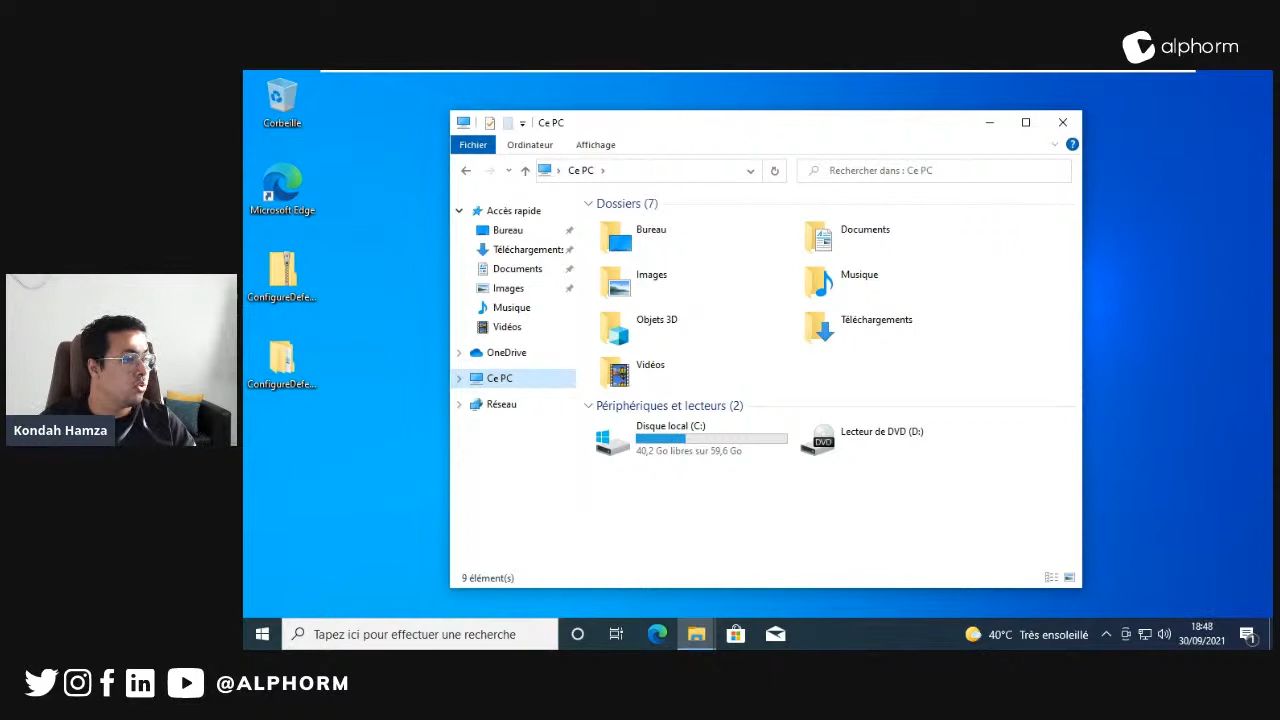 alphorm
Corbeille
Microsoft Edge
ConfigureDefe...
ConfigureDefe...
Kondah Hamza
Ce PC
Fichier
Ordinateur
Affichage
Ce PC
Rechercher dans : Ce PC
Accès rapide
Bureau
Téléchargements
Documents
Images
Musique
Vidéos
OneDrive
Ce PC
Réseau
Dossiers (7)
Bureau
Documents
Images
Musique
Objets 3D
Téléchargements
Vidéos
Périphériques et lecteurs (2)
Disque local (C:)
40,2 Go libres sur 59,6 Go
DVD
Lecteur de DVD (D:)
9 élément(s)
Tapez ici pour effectuer une recherche
40°C Très ensoleillé
18:48
30/09/2021
1
@ALPHORM